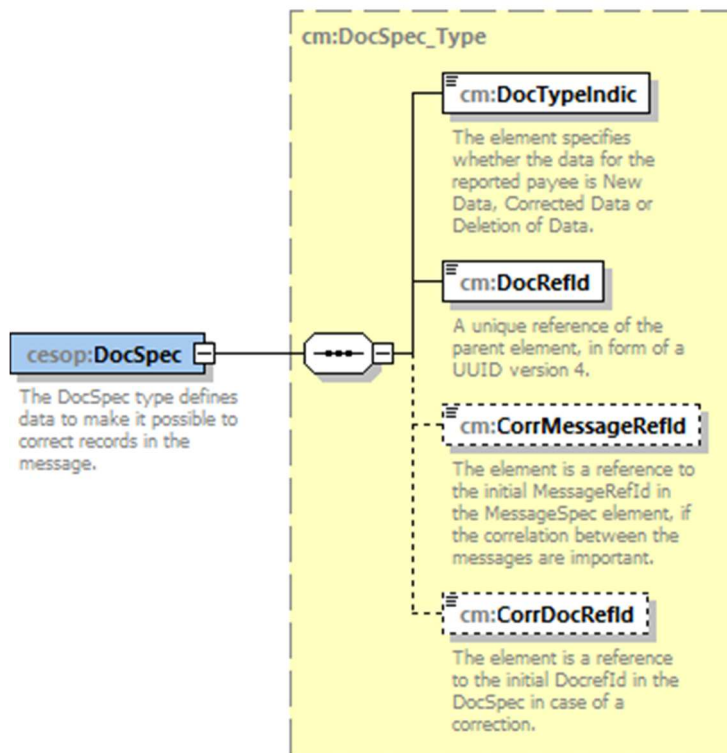 cm:DocSpec_Type
cm:DocTypeIndic
The element specifies
whether the data for the
reported payee is New
Data, Corrected Data or
Deletion of Data.
cm:DocRefId
A unique reference of the
parent element, in form of a
UUID version 4.
cesop:DocSpec
The DocSpec type defines
data to make it possible to
correct records in the
message.
cm:CorrMessageRefId
The element is a reference to
the initial MessageRefId in
the MessageSpec element, if
the correlation between the
messages are important.
cm:CorrDocRefId
The element is a reference
to the initial DocrefId in the
DocSpec in case of a
correction.